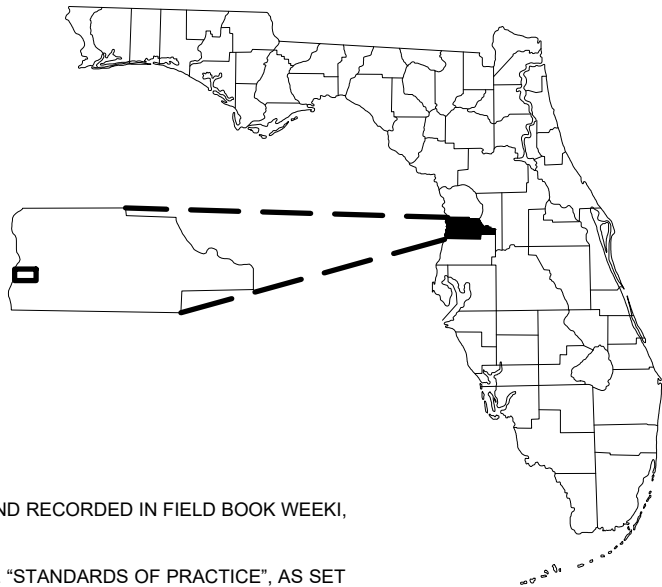 ND RECORDED IN FIELD BOOK WEEKI,
“STANDARDS OF PRACTICE”, AS SET